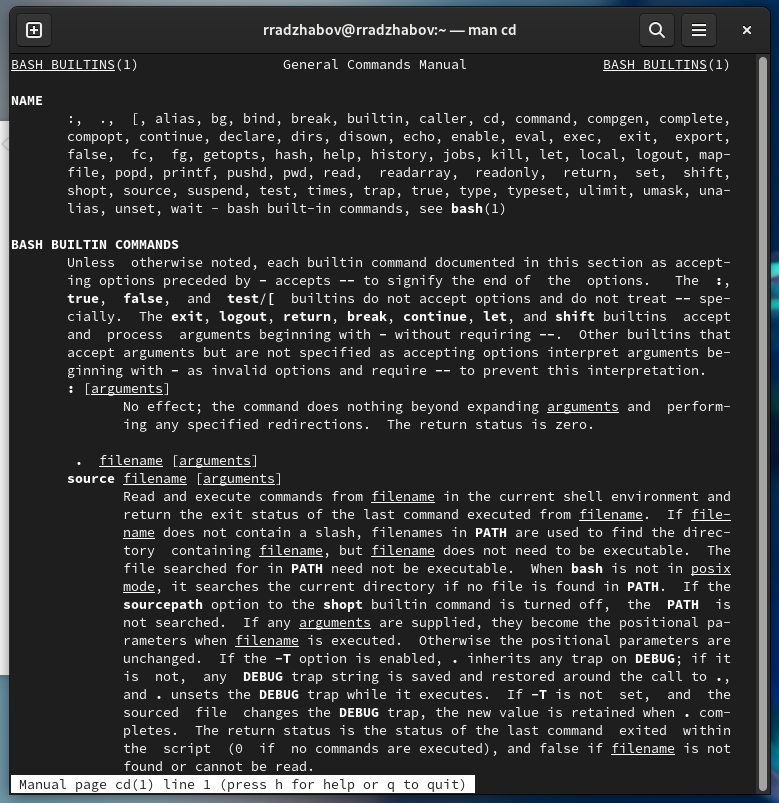 rradzhabov@rradzhabov:~ — man cd
BASH BUILTINS(1) General Commands Manual BASH BUILTINS(1)
NAME
:, ., [, alias, bg, bind, break, builtin, caller, cd, command, compgen, complete,
compopt, continue, declare, dirs, disown, echo, enable, eval, exec, exit, export,
false, fc, fg, getopts, hash, help, history, jobs, kill, let, local, logout, map-
file, popd, printf, pushd, pwd, read, readarray, readonly, return, set, shift,
shopt, source, suspend, test, times, trap, true, type, typeset, ulimit, umask, una-
lias, unset, wait - bash built-in commands, see bash(1)
BASH BUILTIN COMMANDS
Unless otherwise noted, each builtin command documented in this section as accept-
ing options preceded by - accepts -- to signify the end of the options. The :,
true, false, and test/[ builtins do not accept options and do not treat -- spe-
cially. The exit, logout, return, break, continue, let, and shift builtins accept
and process arguments beginning with - without requiring --. Other builtins that
accept arguments but are not specified as accepting options interpret arguments be-
ginning with - as invalid options and require -- to prevent this interpretation.
: [arguments]
No effect; the command does nothing beyond expanding arguments and perform-
ing any specified redirections. The return status is zero.
. filename [arguments]
source filename [arguments]
Read and execute commands from filename in the current shell environment and
return the exit status of the last command executed from filename. If file-
name does not contain a slash, filenames in PATH are used to find the direc-
tory containing filename, but filename does not need to be executable. The
file searched for in PATH need not be executable. When bash is not in posix
mode, it searches the current directory if no file is found in PATH. If the
sourcepath option to the shopt builtin command is turned off, the PATH is
not searched. If any arguments are supplied, they become the positional pa-
rameters when filename is executed. Otherwise the positional parameters are
unchanged. If the -T option is enabled, . inherits any trap on DEBUG; if it
is not, any DEBUG trap string is saved and restored around the call to .,
and . unsets the DEBUG trap while it executes. If -T is not set, and the
sourced file changes the DEBUG trap, the new value is retained when . com-
pletes. The return status is the status of the last command exited within
the script (0 if no commands are executed), and false if filename is not
found or cannot be read.
Manual page cd(1) line 1 (press h for help or q to quit)